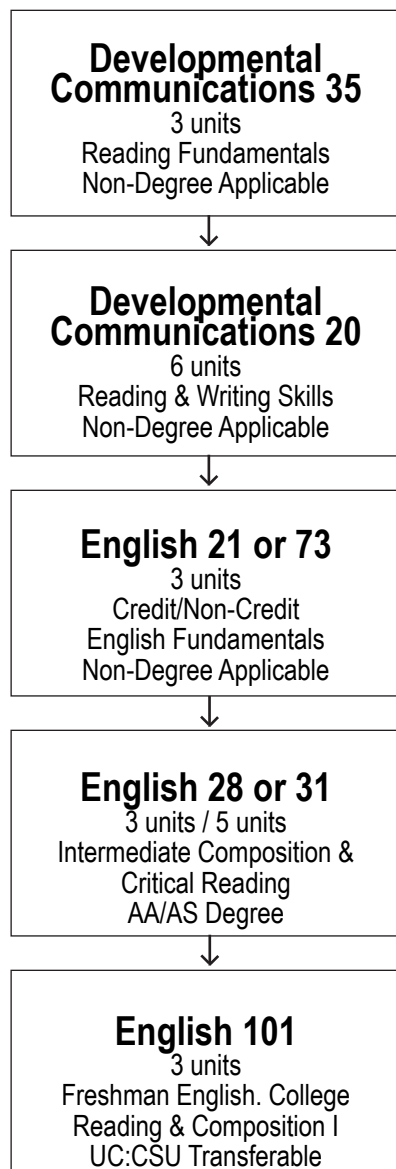 Developmental
Communications 35
3 units
Reading Fundamentals
Non-Degree Applicable
Developmental
Communications 20
6 units
Reading & Writing Skills
Non-Degree Applicable
English 21 or 73
3 units
Credit/Non-Credit
English Fundamentals
Non-Degree Applicable
English 28 or 31
3 units / 5 units
Intermediate Composition &
Critical Reading
AA/AS Degree
English 101
3 units
Freshman English. College
Reading & Composition I
UC:CSU Transferable